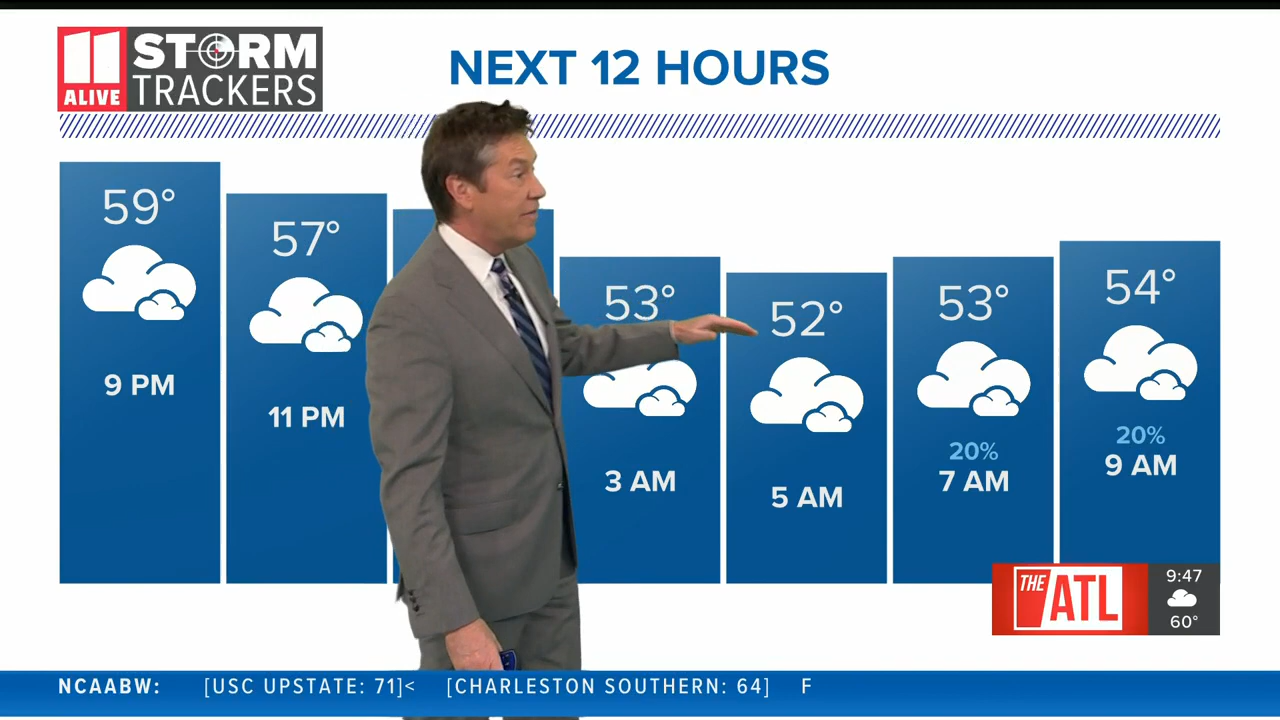 11
ALIVE
STORM
TRACKERS
NEXT 12 HOURS
59°
9 PM
57°
11 PM
53°
3 AM
52°
5 AM
53°
20%
7 AM
54°
20%
9 AM
THE ATL
9:47
60°
NCAABW: [USC UPSTATE: 71]< [CHARLESTON SOUTHERN: 64] F